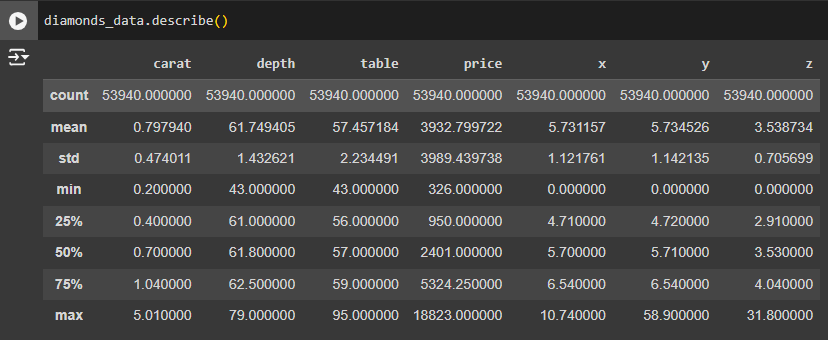 diamonds_data.describe()
carat depth table price x y z
count 53940.000000 53940.000000 53940.000000 53940.000000 53940.000000 53940.000000 53940.000000
mean 0.797940 61.749405 57.457184 3932.799722 5.731157 5.734526 3.538734
std 0.474011 1.432621 2.234491 3989.439738 1.121761 1.142135 0.705699
min 0.200000 43.000000 43.000000 326.000000 0.000000 0.000000 0.000000
25% 0.400000 61.000000 56.000000 950.000000 4.710000 4.720000 2.910000
50% 0.700000 61.800000 57.000000 2401.000000 5.700000 5.710000 3.530000
75% 1.040000 62.500000 59.000000 5324.250000 6.540000 6.540000 4.040000
max 5.010000 79.000000 95.000000 18823.000000 10.740000 58.900000 31.800000